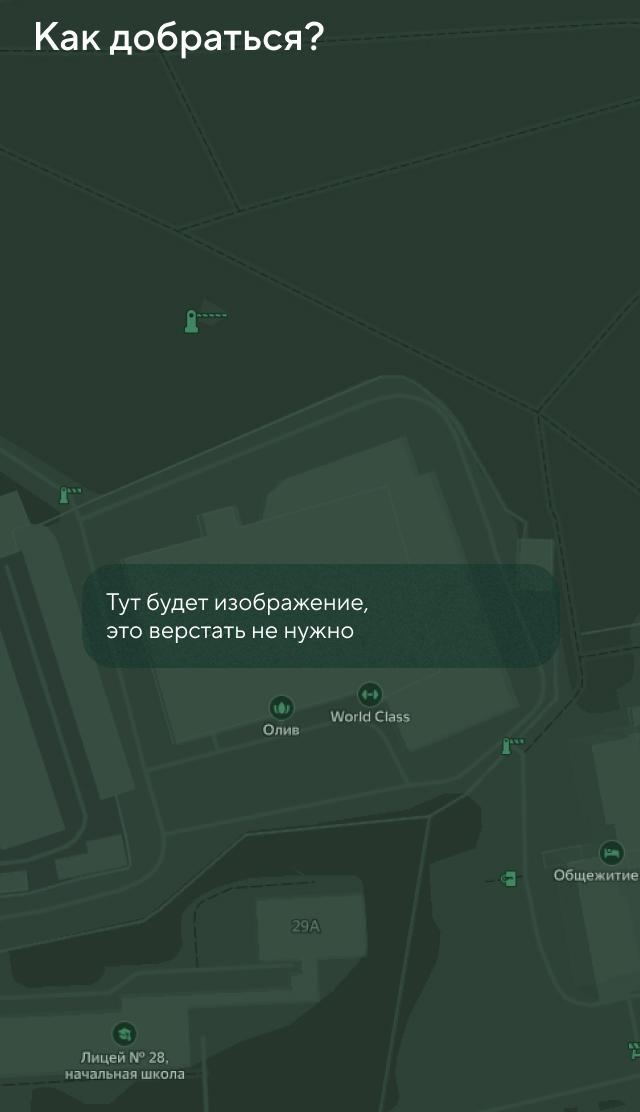 Как добраться?
Тут будет изображение,
это верстать не нужно
Олив
World Class
Общежитие
29А
Лицей № 28,
начальная школа